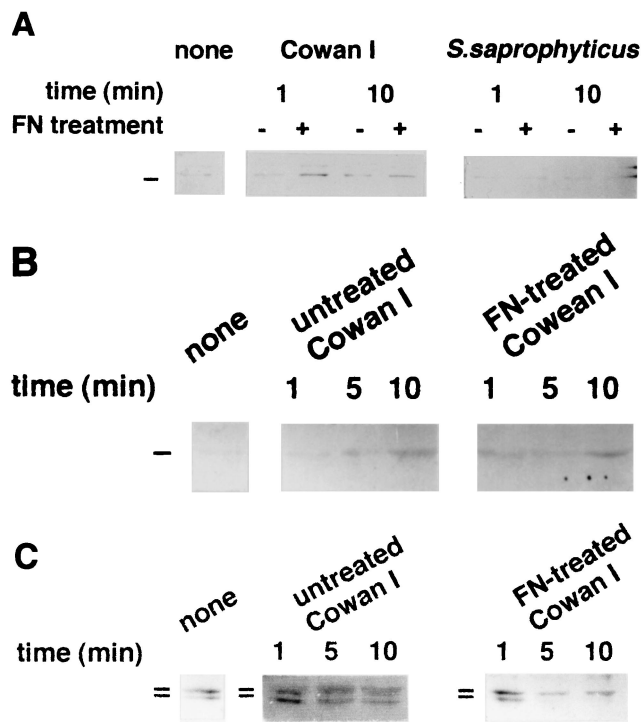 A
none Cowan I S.saprophyticus
time (min) 1 10 1 10
FN treatment - + - + - + - +
–
B
none untreated Cowan I FN-treated Cowean I
time (min) 1 5 10 1 5 10
–
C
none untreated Cowan I FN-treated Cowan I
time (min) 1 5 10 1 5 10
= = =